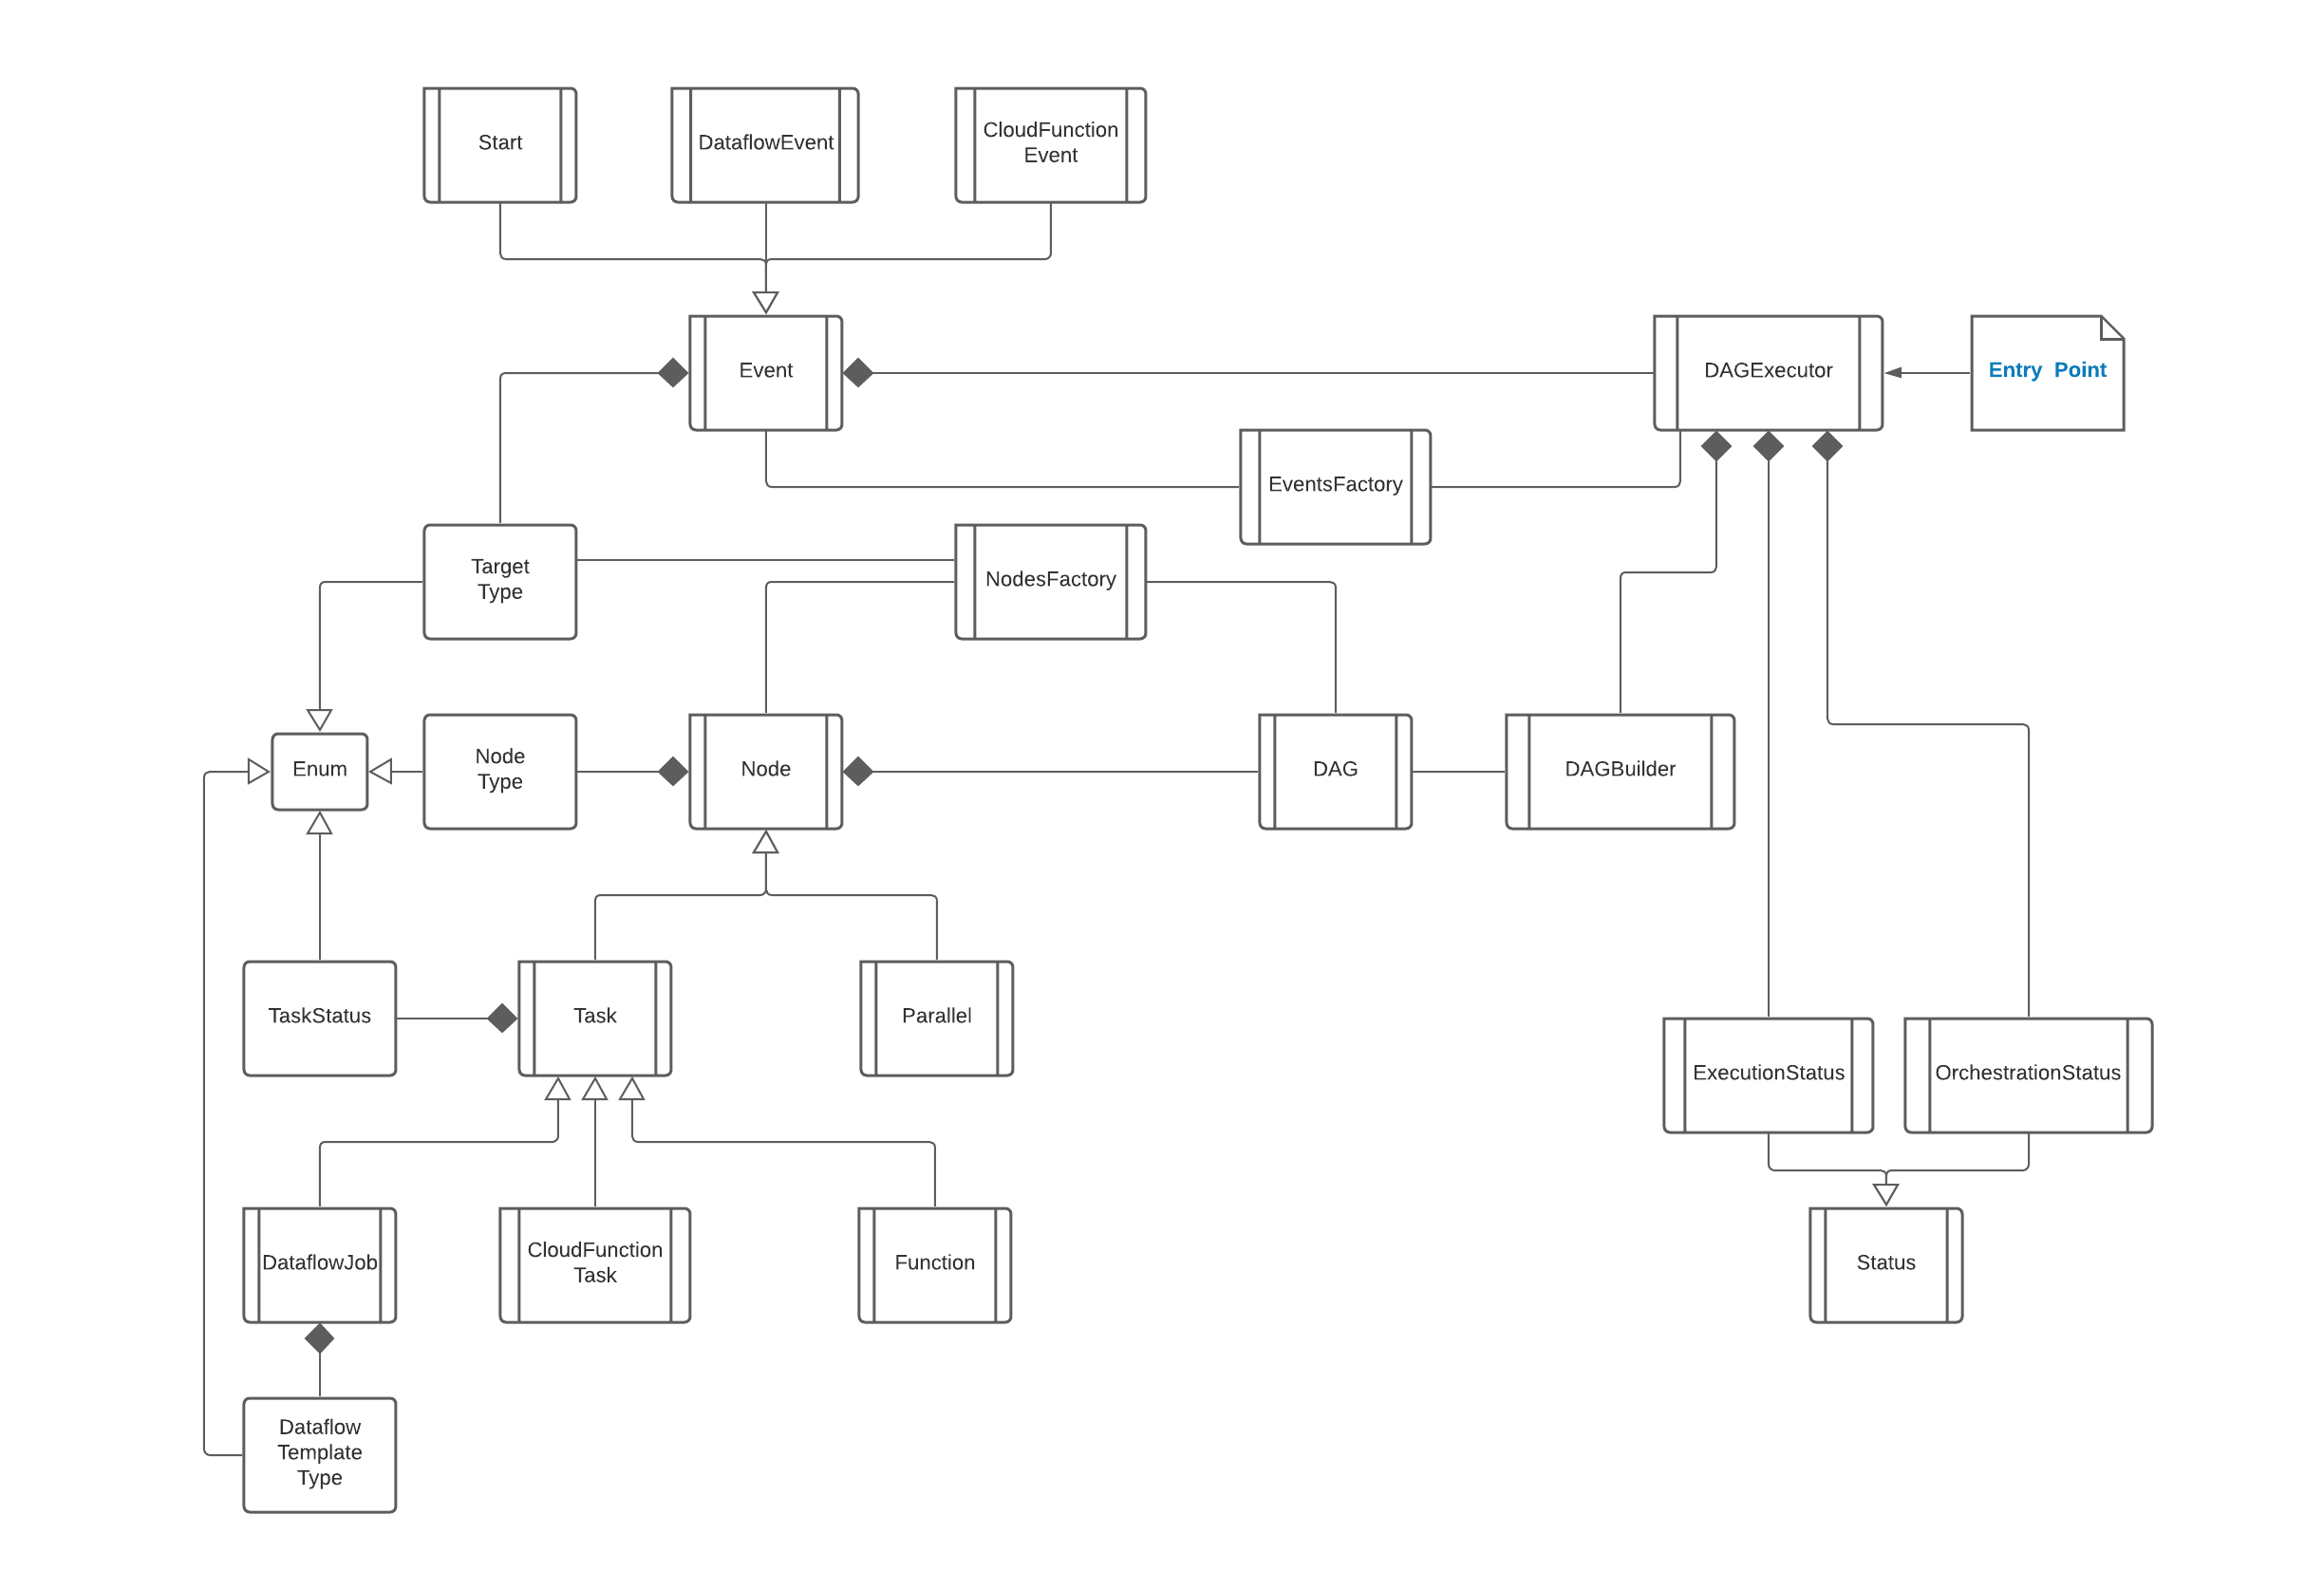 Start
DataflowEvent
CloudFunction
Event
Event
DAGExecutor
Entry  Point
EventsFactory
Target
Type
NodesFactory
Enum
Node
Type
Node
DAG
DAGBuilder
TaskStatus
Task
Parallel
ExecutionStatus
OrchestrationStatus
DataflowJob
CloudFunction
Task
Function
Status
Dataflow
Template
Type